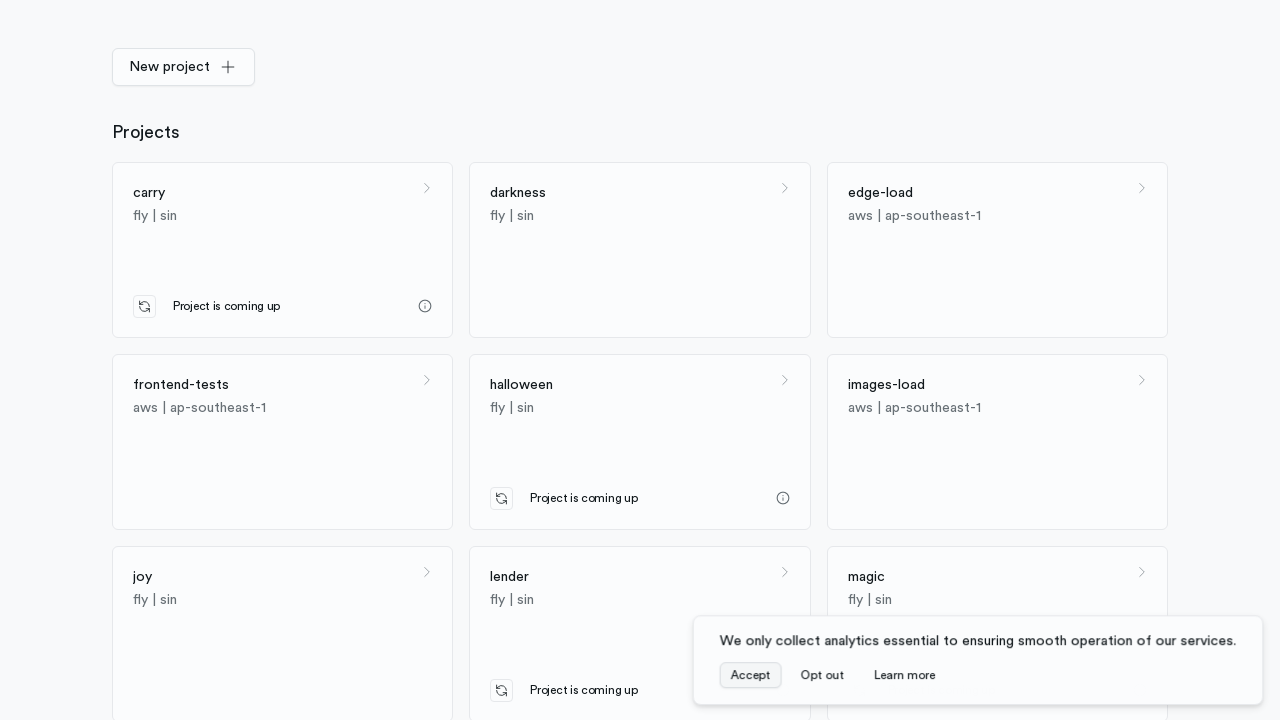 New project
Projects
carry
fly | sin
Project is coming up
darkness
fly | sin
edge-load
aws | ap-southeast-1
frontend-tests
aws | ap-southeast-1
halloween
fly | sin
Project is coming up
images-load
aws | ap-southeast-1
joy
fly | sin
lender
fly | sin
Project is coming up
magic
fly | sin
We only collect analytics essential to ensuring smooth operation of our services.
Accept
Opt out
Learn more